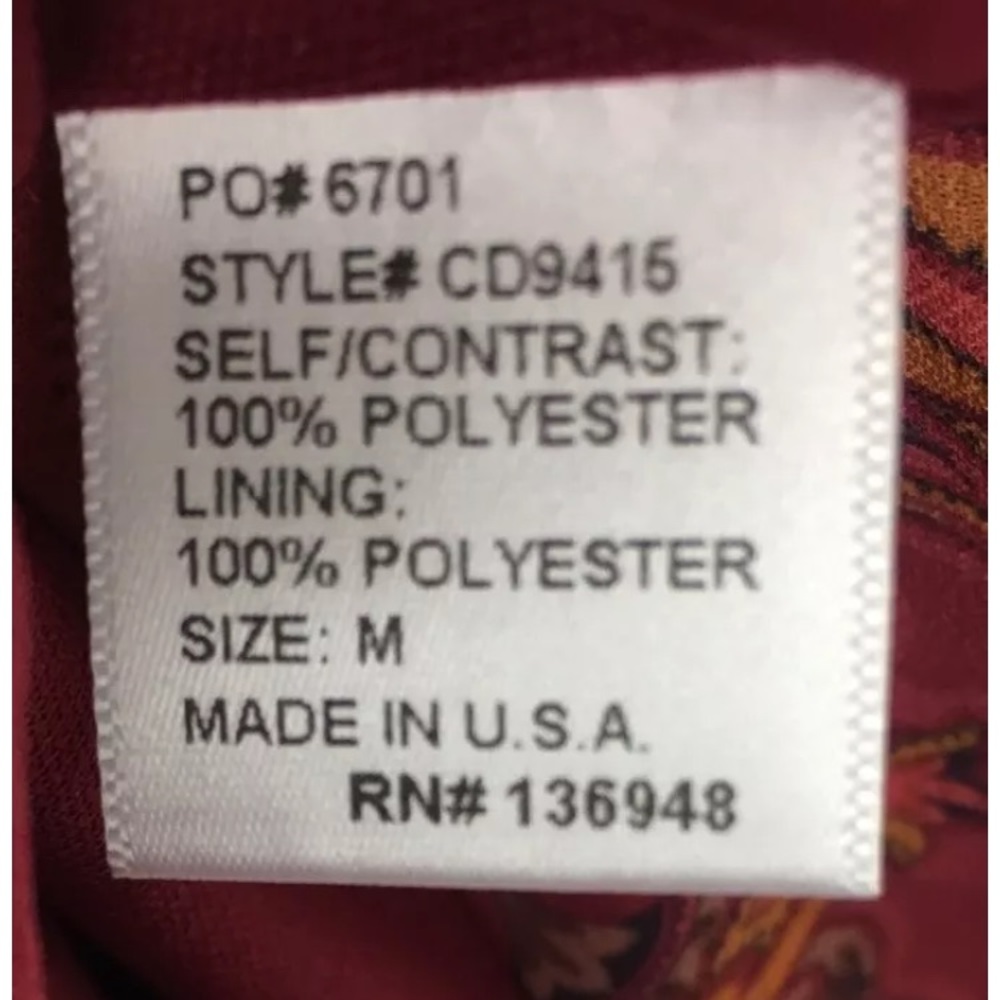 PO# 6701
STYLE# CD9415
SELF/CONTRAST:
100% POLYESTER
LINING:
100% POLYESTER
SIZE: M
MADE IN U.S.A.
RN# 136948